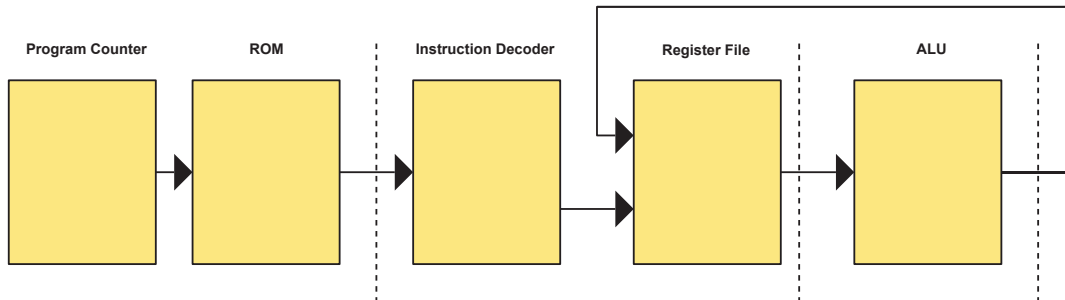 Program Counter
ROM
Instruction Decoder
Register File
ALU